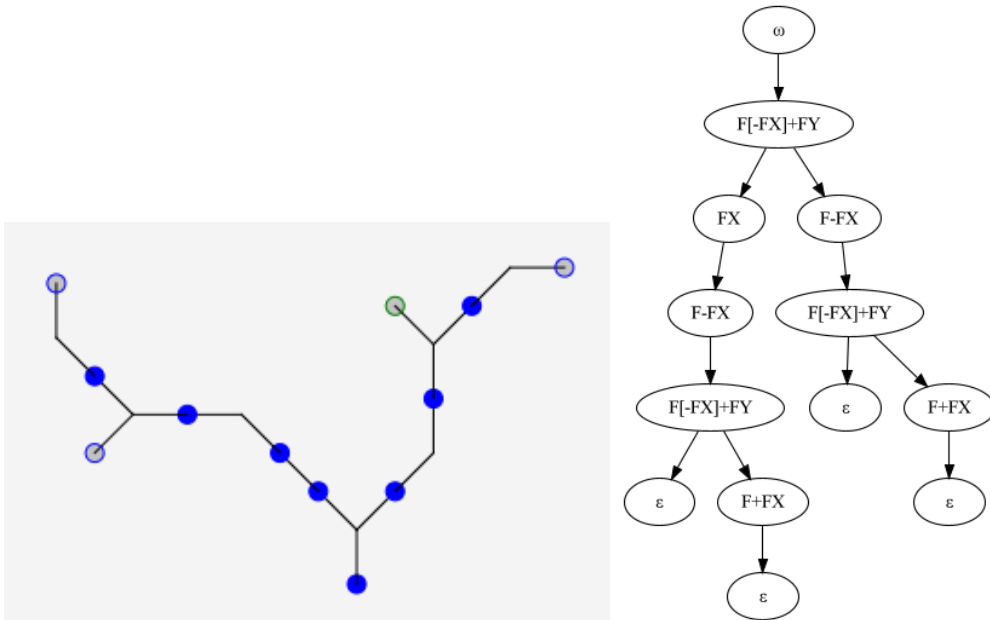 ω
F[-FX]+FY
FX
F-FX
F-FX
F[-FX]+FY
F[-FX]+FY
ε
F+FX
ε
F+FX
ε
ε